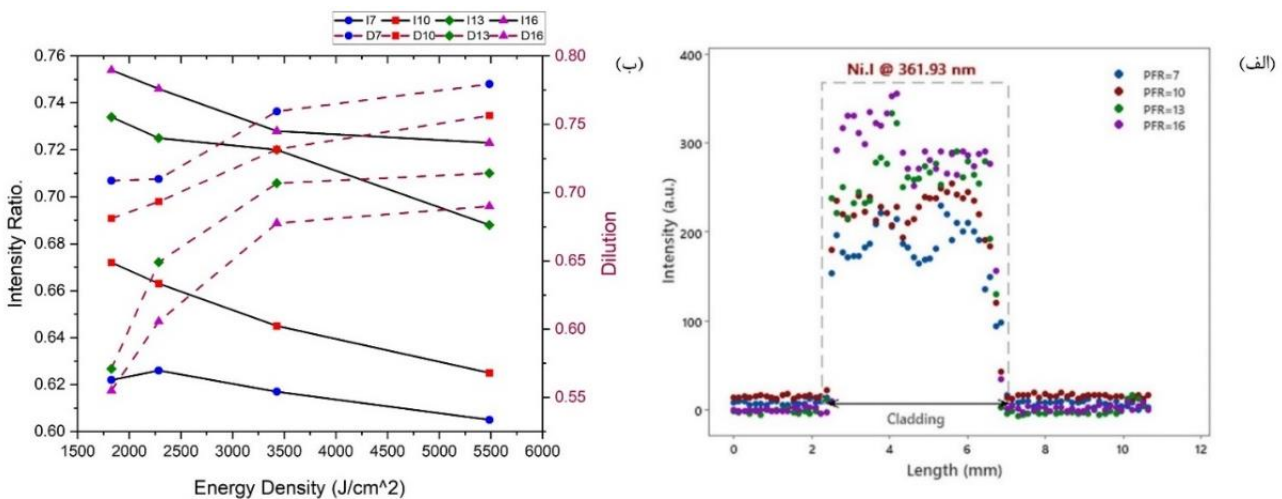 I7 I10 I13 I16
D7 D10 D13 D16
0.76
0.74
0.72
0.70
0.68
0.66
0.64
0.62
0.60
Intensity Ratio.
0.80
0.75
0.70
0.65
0.60
0.55
0.50
Dilution
1500 2000 2500 3000 3500 4000 4500 5000 5500 6000
Energy Density (J/cm^2)
(ب)
400
300
200
100
0
Intensity (a.u.)
Ni.I @ 361.93 nm
PFR=7
PFR=10
PFR=13
PFR=16
Cladding
0 2 4 6 8 10 12
Length (mm)
(الف)